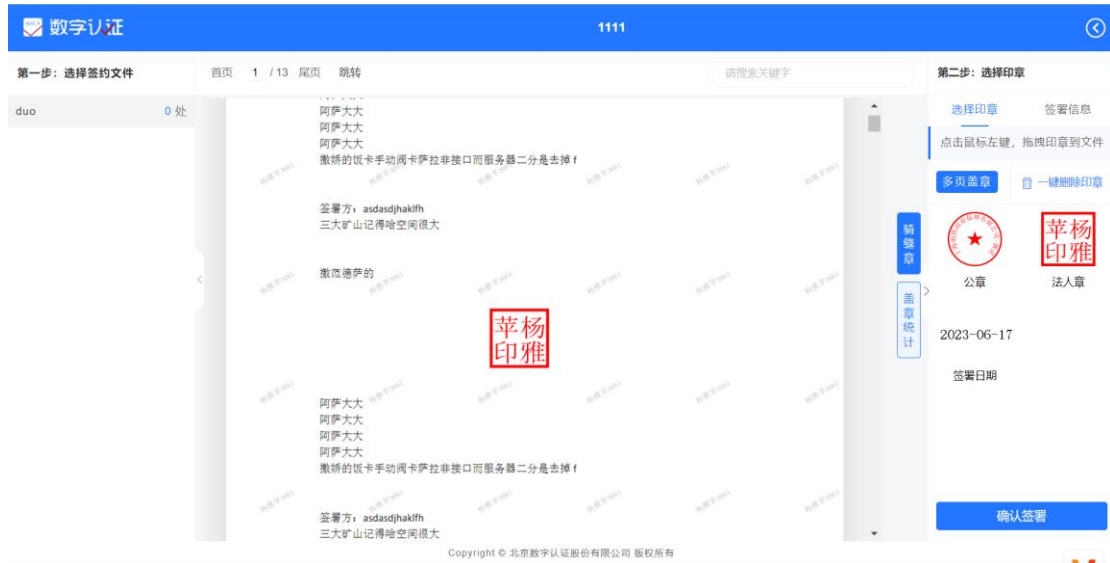 数字认证
1111
第一步：选择签约文件
首页 1 /13 尾页 跳转
请搜索关键字
第二步：选择印章
duo
0 处
选择印章
签署信息
点击鼠标左键，拖拽印章到文件
多页盖章
一键删除印章
公章
苹杨
印雅
法人章
2023-06-17
签署日期
确认签署
骑缝章
盖章统计
阿萨大大
阿萨大大
阿萨大大
撒娇的饭卡手动阀卡萨拉非接口而服务器二分是去掉 f
签署方：asdasdjhaklfh
三大矿山记得哈空间很大
撒范德萨的
苹杨
印雅
阿萨大大
阿萨大大
阿萨大大
阿萨大大
撒娇的饭卡手动阀卡萨拉非接口而服务器二分是去掉 f
签署方：asdasdjhaklfh
三大矿山记得哈空间很大
Copyright © 北京数字认证股份有限公司 版权所有